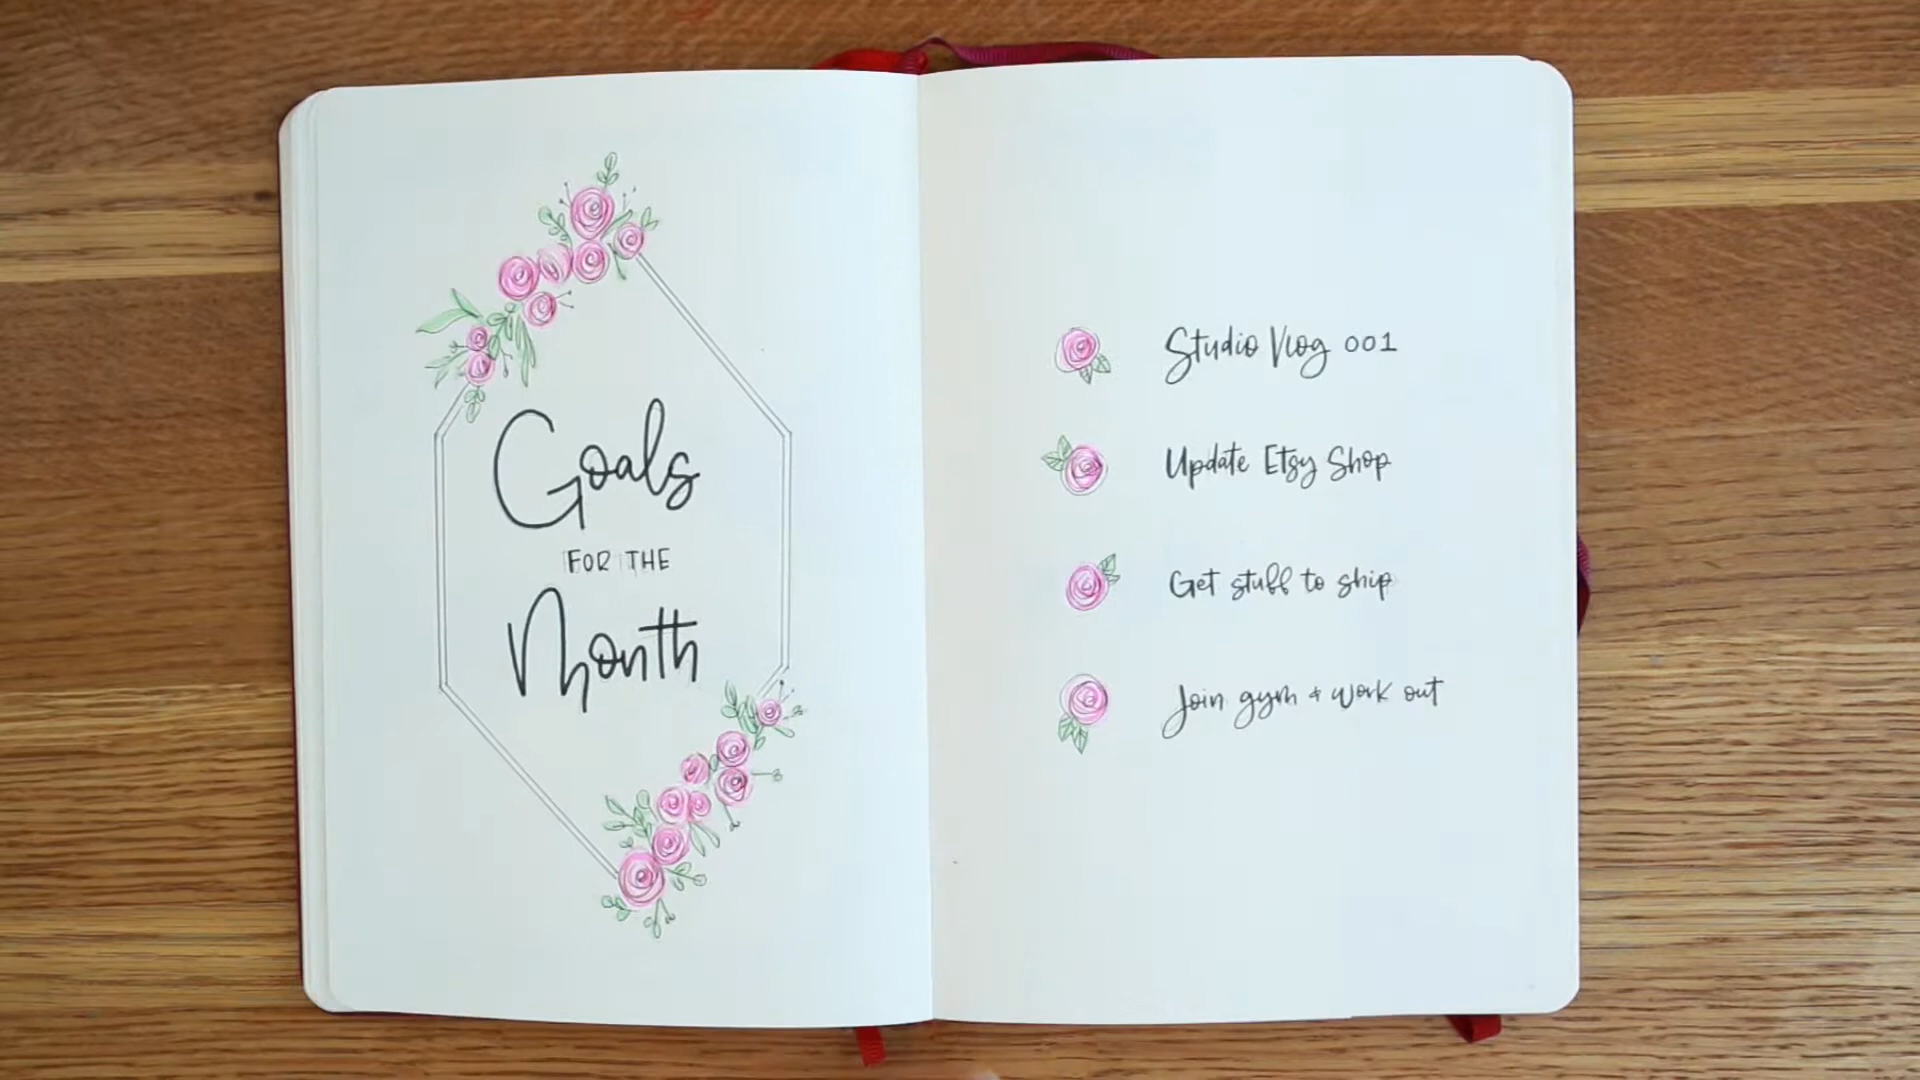 Goals
FOR THE
Month
Studio Vlog 001
Update Etsy Shop
Get stuff to ship
Join gym + work out